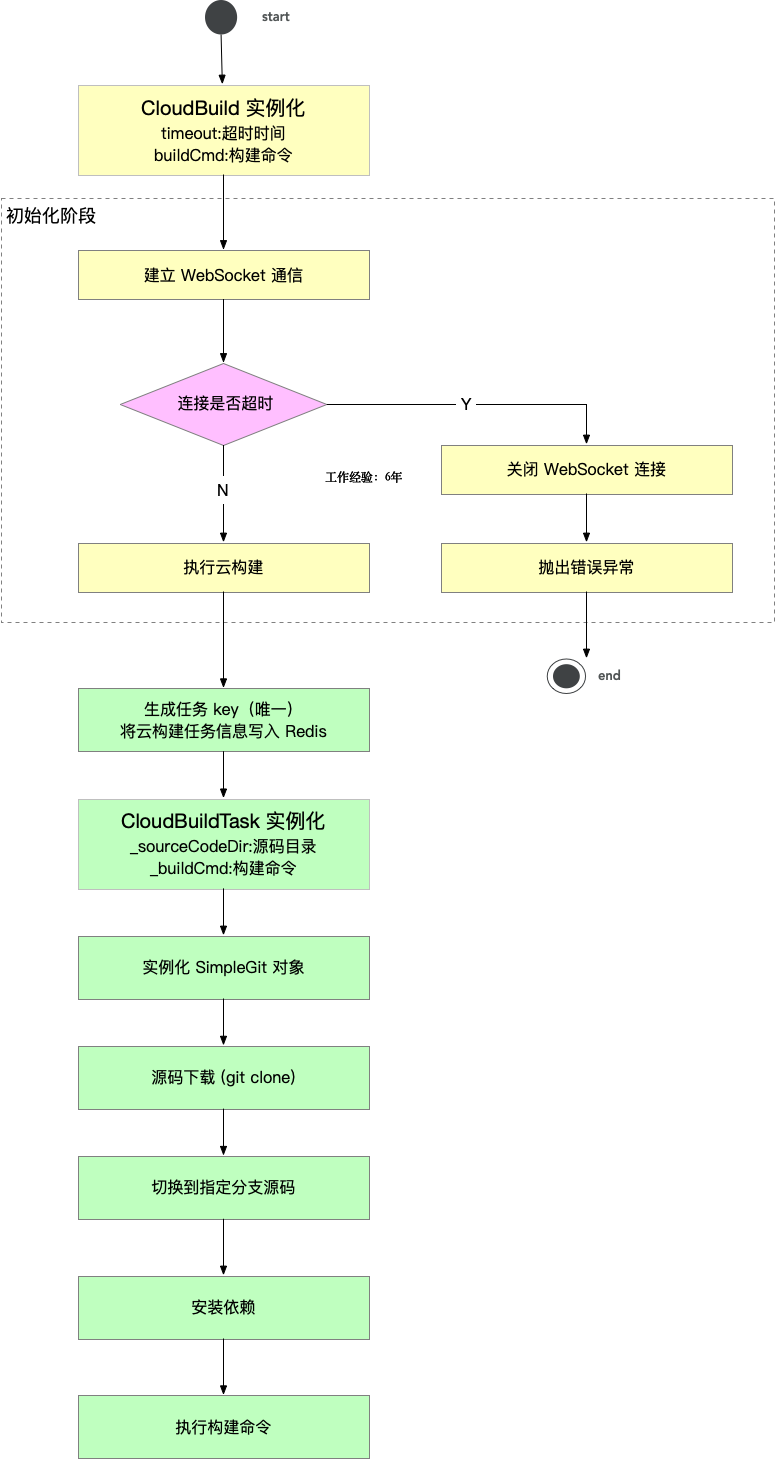 start
CloudBuild 实例化
timeout:超时时间
buildCmd:构建命令
初始化阶段
建立 WebSocket 通信
连接是否超时
Y
关闭 WebSocket 连接
工作经验：6年
N
执行云构建
抛出错误异常
end
生成任务 key（唯一）
将云构建任务信息写入 Redis
CloudBuildTask 实例化
_sourceCodeDir:源码目录
_buildCmd:构建命令
实例化 SimpleGit 对象
源码下载 (git clone)
切换到指定分支源码
安装依赖
执行构建命令